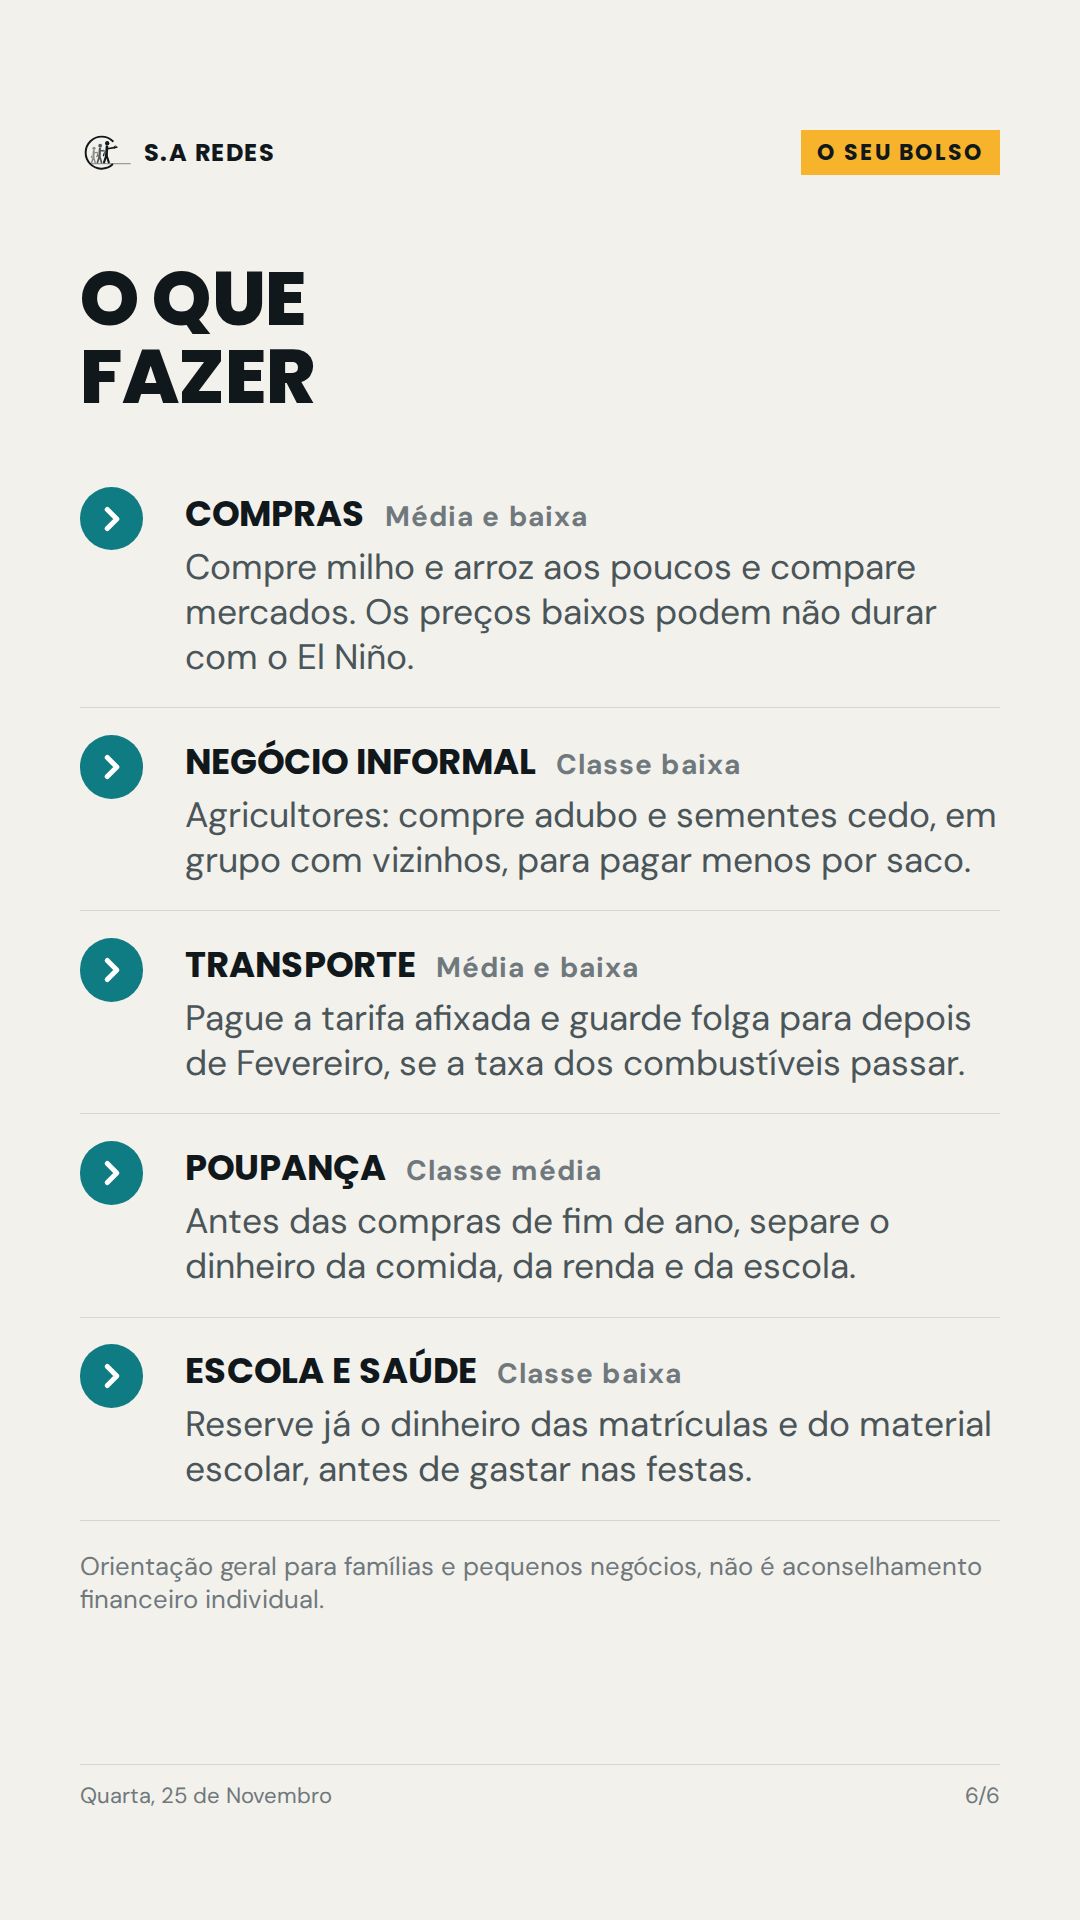 S.A REDES
O SEU BOLSO
O QUE
FAZER
COMPRAS Média e baixa
Compre milho e arroz aos poucos e compare
mercados. Os preços baixos podem não durar
com o El Niño.
NEGÓCIO INFORMAL Classe baixa
Agricultores: compre adubo e sementes cedo, em
grupo com vizinhos, para pagar menos por saco.
TRANSPORTE Média e baixa
Pague a tarifa afixada e guarde folga para depois
de Fevereiro, se a taxa dos combustíveis passar.
POUPANÇA Classe média
Antes das compras de fim de ano, separe o
dinheiro da comida, da renda e da escola.
ESCOLA E SAÚDE Classe baixa
Reserve já o dinheiro das matrículas e do material
escolar, antes de gastar nas festas.
Orientação geral para famílias e pequenos negócios, não é aconselhamento
financeiro individual.
Quarta, 25 de Novembro
6/6